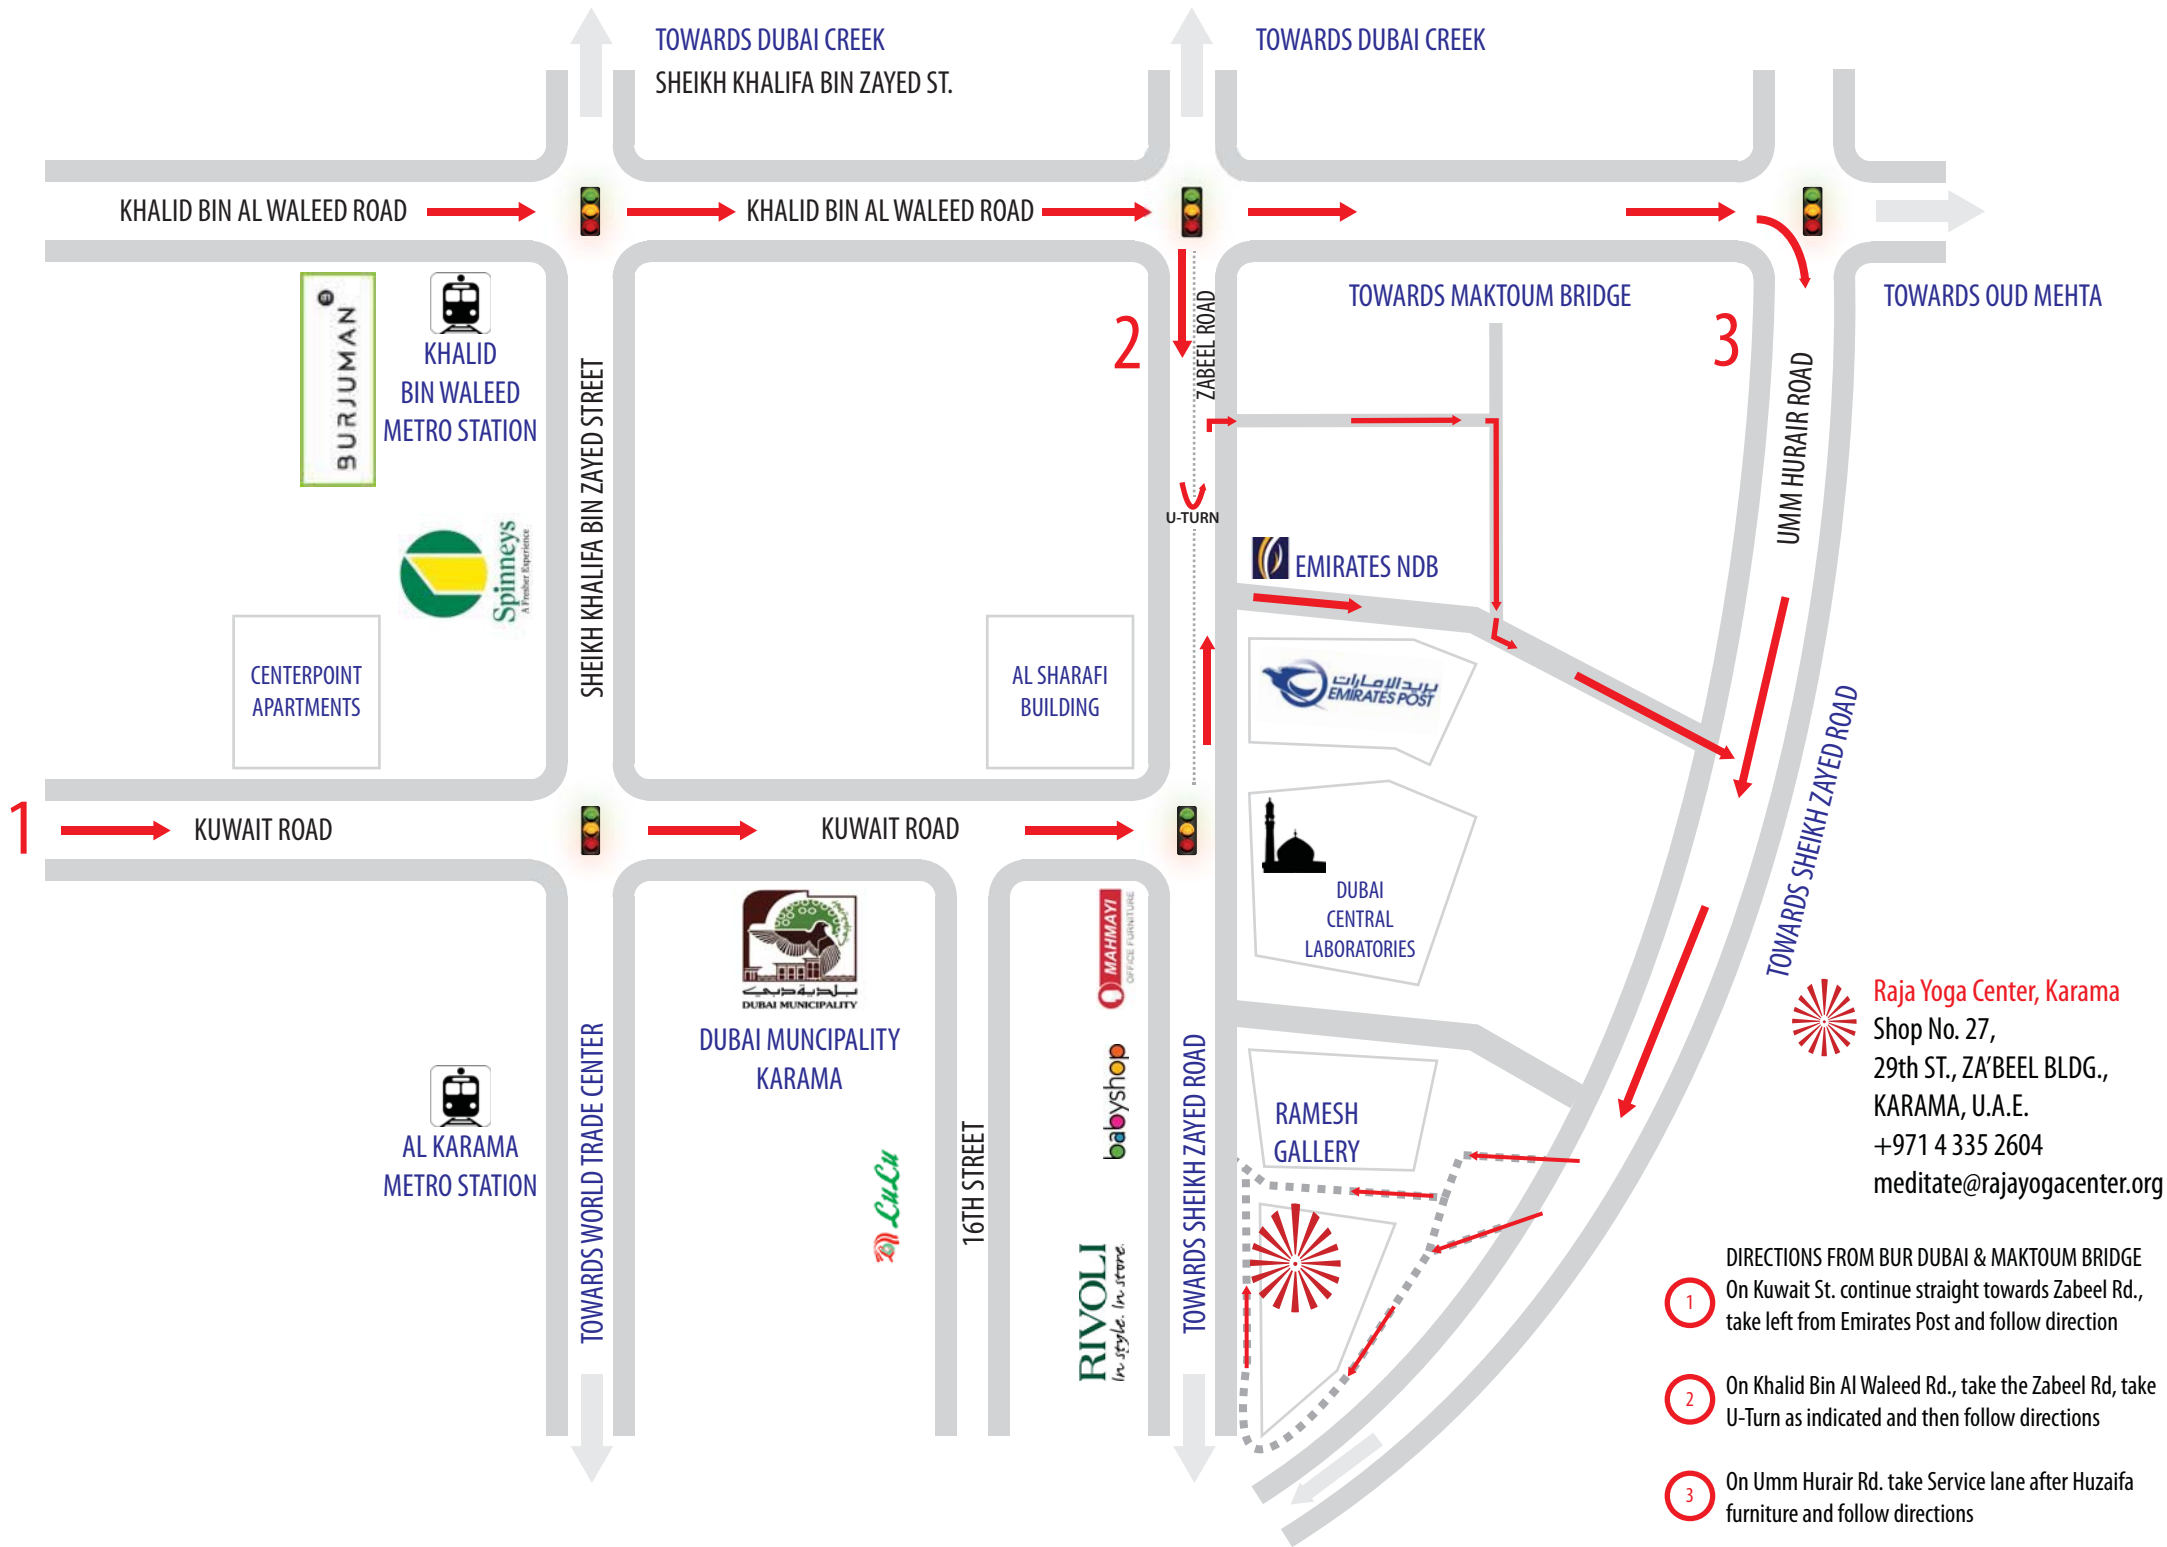 TOWARDS DUBAI CREEK
SHEIKH KHALIFA BIN ZAYED ST.
TOWARDS DUBAI CREEK
KHALID BIN AL WALEED ROAD
KHALID BIN AL WALEED ROAD
BURJUMAN
KHALID
BIN WALEED
METRO STATION
SHEIKH KHALIFA BIN ZAYED STREET
2
ZABEEL ROAD
TOWARDS MAKTOUM BRIDGE
3
TOWARDS OUD MEHTA
UMM HURAIR ROAD
U-TURN
Spinneys
A Fresher Experience
EMIRATES NDB
CENTERPOINT
APARTMENTS
AL SHARAFI
BUILDING
بريد الإمارات
EMIRATES POST
TOWARDS SHEIKH ZAYED ROAD
1
KUWAIT ROAD
KUWAIT ROAD
DUBAI
CENTRAL
LABORATORIES
بلدية دبي
DUBAI MUNICIPALITY
DUBAI MUNCIPALITY
KARAMA
MAHMAYI
OFFICE FURNITURE
babyshop
TOWARDS WORLD TRADE CENTER
AL KARAMA
METRO STATION
LuLu
16TH STREET
RIVOLI
In style. In store.
TOWARDS SHEIKH ZAYED ROAD
RAMESH
GALLERY
Raja Yoga Center, Karama
Shop No. 27,
29th ST., ZA’BEEL BLDG.,
KARAMA, U.A.E.
+971 4 335 2604
meditate@rajayogacenter.org
DIRECTIONS FROM BUR DUBAI & MAKTOUM BRIDGE
1 On Kuwait St. continue straight towards Zabeel Rd.,
take left from Emirates Post and follow direction
2 On Khalid Bin Al Waleed Rd., take the Zabeel Rd, take
U-Turn as indicated and then follow directions
3 On Umm Hurair Rd. take Service lane after Huzaifa
furniture and follow directions